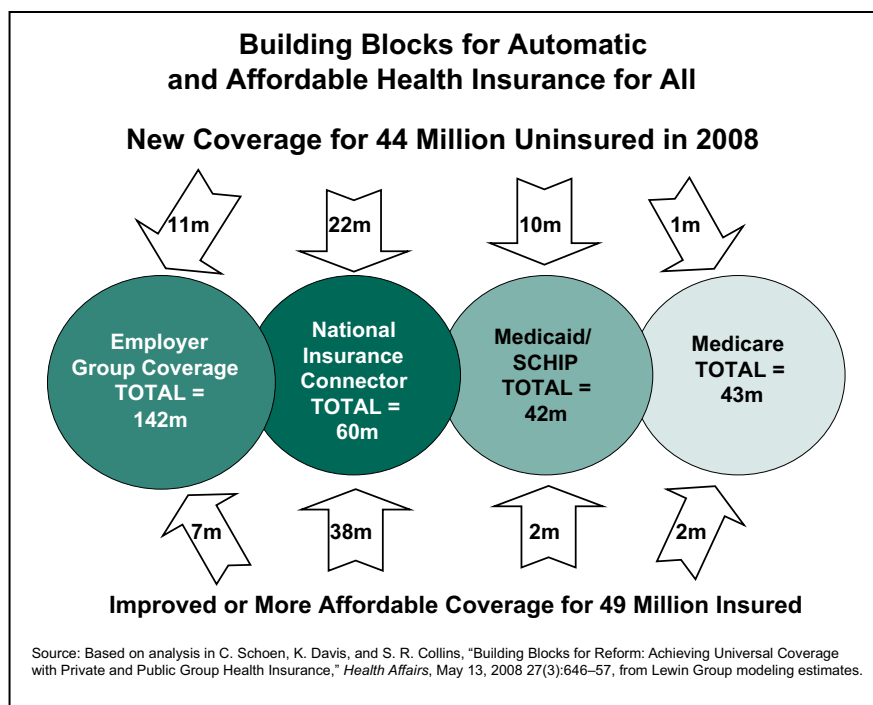 Building Blocks for Automatic
and Affordable Health Insurance for All
New Coverage for 44 Million Uninsured in 2008
11m
22m
10m
1m
Employer
Group Coverage
TOTAL =
142m
National
Insurance
Connector
TOTAL =
60m
Medicaid/
SCHIP
TOTAL =
42m
Medicare
TOTAL =
43m
7m
38m
2m
2m
Improved or More Affordable Coverage for 49 Million Insured
Source: Based on analysis in C. Schoen, K. Davis, and S. R. Collins, “Building Blocks for Reform: Achieving Universal Coverage
with Private and Public Group Health Insurance,” Health Affairs, May 13, 2008 27(3):646–57, from Lewin Group modeling estimates.